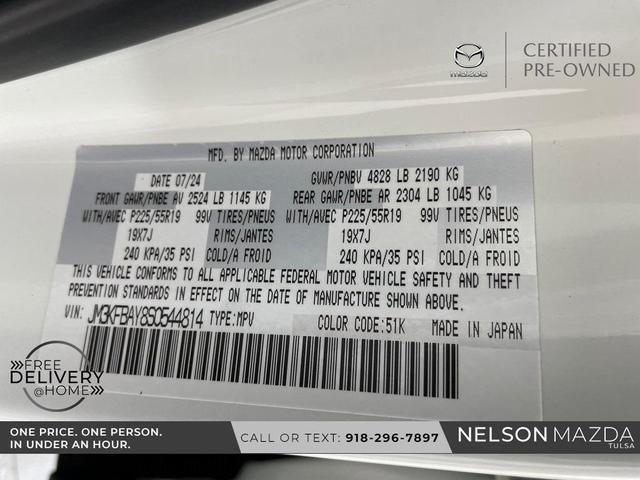 mazda
CERTIFIED
PRE-OWNED
MFD. BY MAZDA MOTOR CORPORATION
DATE 07/24
GVWR/PNBV 4828 LB 2190 KG
FRONT GAWR/PNBE AV 2524 LB 1145 KG
REAR GAWR/PNBE AR 2304 LB 1045 KG
WITH/AVEC P225/55R19 99V TIRES/PNEUS
WITH/AVEC P225/55R19 99V TIRES/PNEUS
19X7J RIMS/JANTES
19X7J RIMS/JANTES
240 KPA/35 PSI COLD/A FROID
240 KPA/35 PSI COLD/A FROID
THIS VEHICLE CONFORMS TO ALL APPLICABLE FEDERAL MOTOR VEHICLE SAFETY AND THEFT
PREVENTION STANDARDS IN EFFECT ON THE DATE OF MANUFACTURE SHOWN ABOVE.
VIN: JM3KFBAY8S0544814 TYPE: MPV
COLOR CODE: 51K MADE IN JAPAN
FREE
DELIVERY
@HOME
ONE PRICE. ONE PERSON.
IN UNDER AN HOUR.
CALL OR TEXT: 918-296-7897
NELSON MAZDA
TULSA